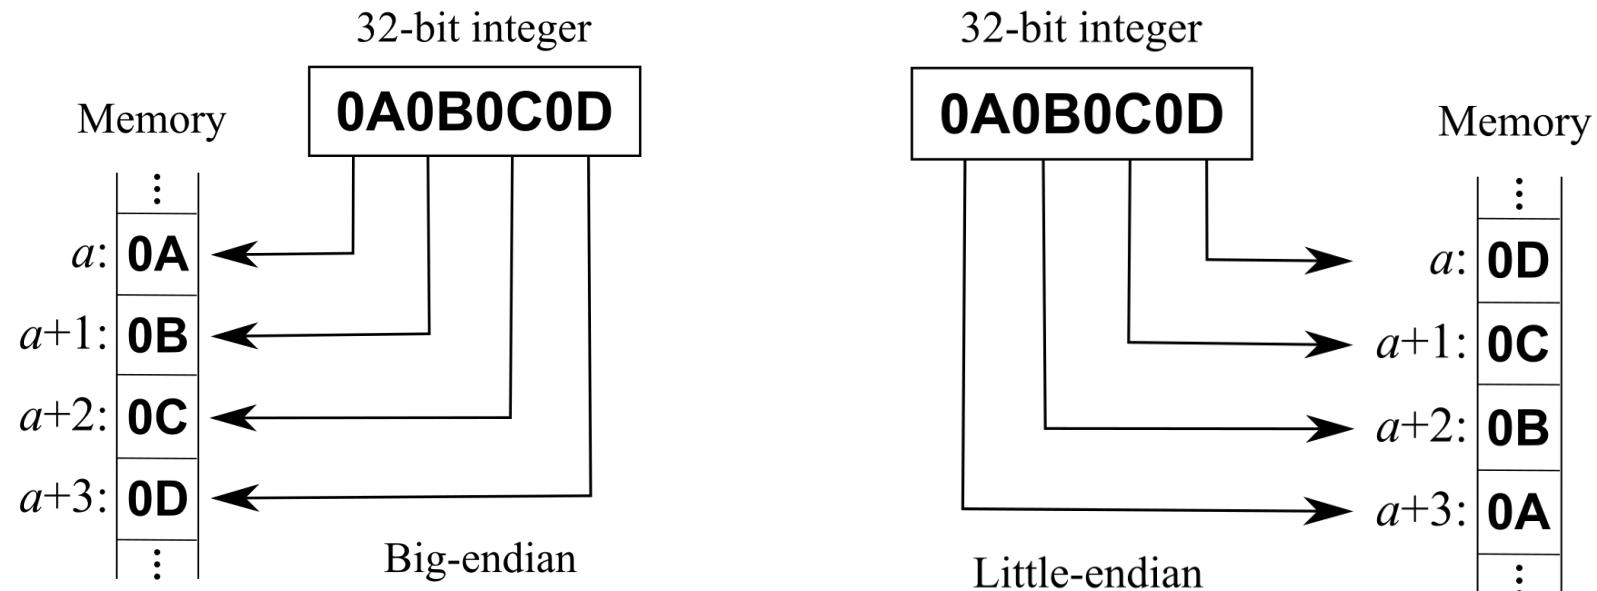 32-bit integer
0A0B0C0D
Memory
⋮
a: 0A
a+1: 0B
a+2: 0C
a+3: 0D
⋮
Big-endian
32-bit integer
0A0B0C0D
Memory
⋮
a: 0D
a+1: 0C
a+2: 0B
a+3: 0A
⋮
Little-endian